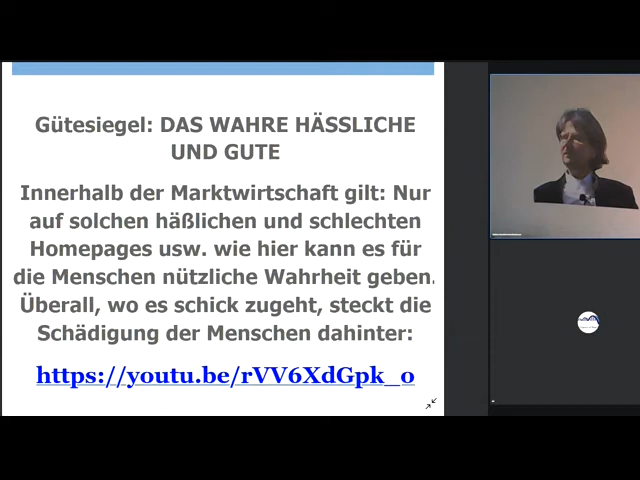 Gütesiegel: DAS WAHRE HÄSSLICHE
UND GUTE
Innerhalb der Marktwirtschaft gilt: Nur
auf solchen häßlichen und schlechten
Homepages usw. wie hier kann es für
die Menschen nützliche Wahrheit geben.
Überall, wo es schick zugeht, steckt die
Schädigung der Menschen dahinter:
https://youtu.be/rVV6XdGpk_o